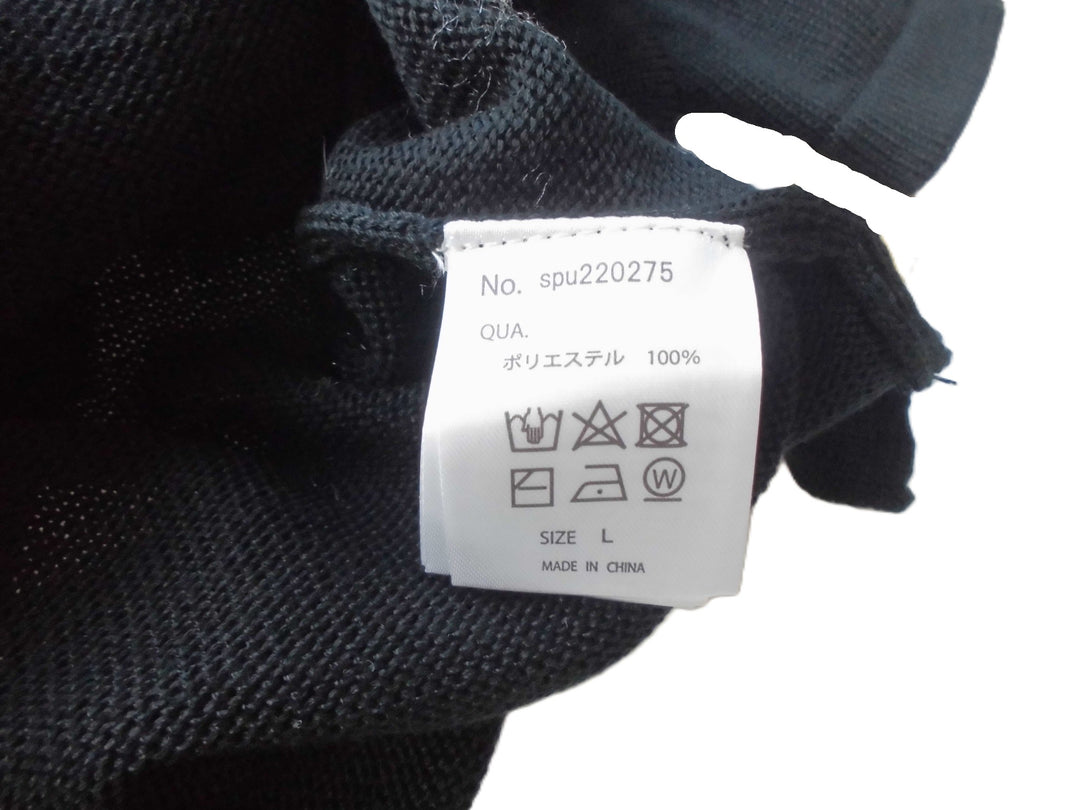 No. spu220275
QUA.
ポリエステル 100%
W
SIZE L
MADE IN CHINA